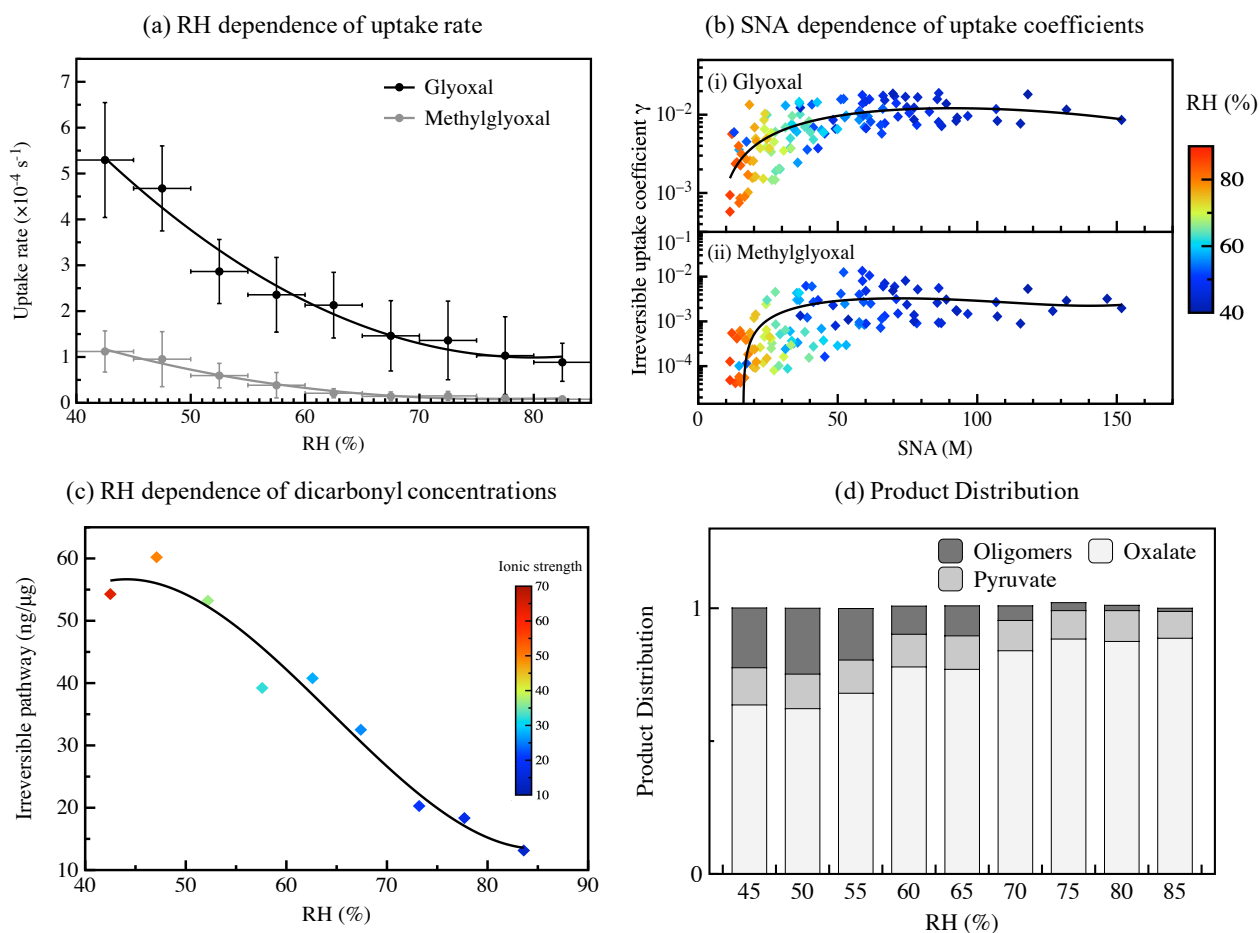 (a) RH dependence of uptake rate
Uptake rate (×10⁻⁴ s⁻¹)
7
6
5
4
3
2
1
0
Glyoxal
Methylglyoxal
40 50 60 70 80
RH (%)
(b) SNA dependence of uptake coefficients
Irreversible uptake coefficient γ
(i) Glyoxal
10⁻²
10⁻³
(ii) Methylglyoxal
10⁻¹
10⁻²
10⁻³
10⁻⁴
0 50 100 150
SNA (M)
RH (%)
80
60
40
(c) RH dependence of dicarbonyl concentrations
Irreversible pathway (ng/μg)
60
50
40
30
20
10
40 50 60 70 80 90
RH (%)
Ionic strength
70
60
50
40
30
20
10
(d) Product Distribution
Product Distribution
1
0
Oligomers Oxalate
Pyruvate
45 50 55 60 65 70 75 80 85
RH (%)